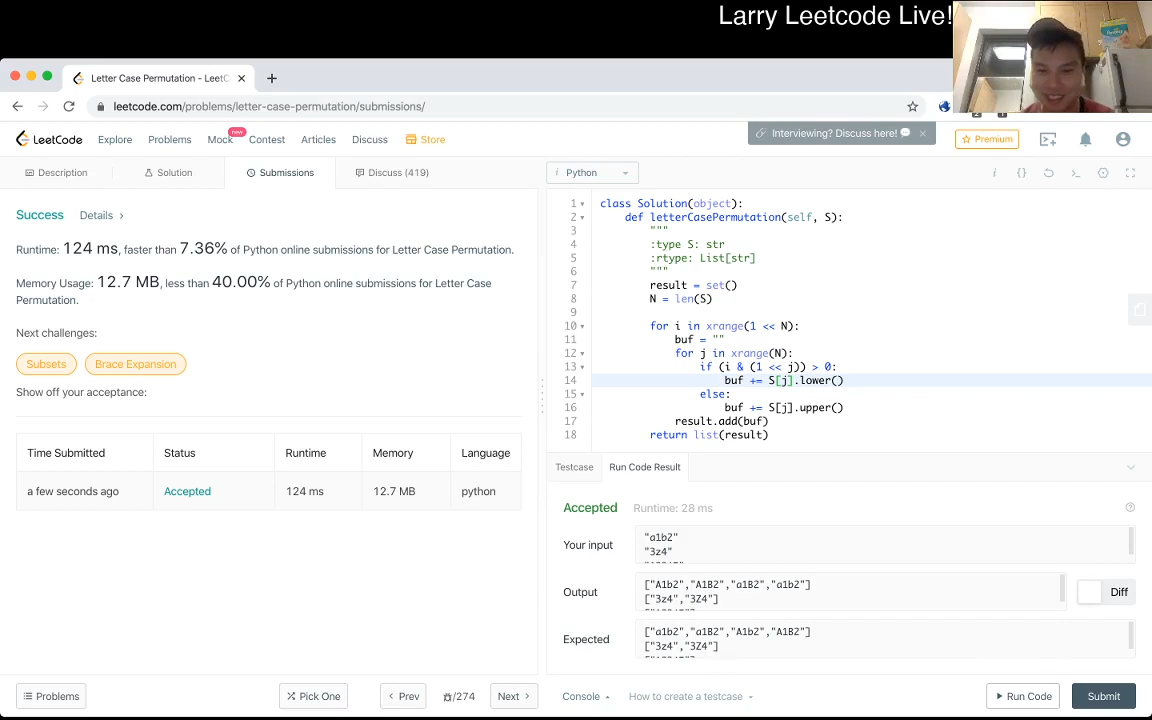 Larry Leetcode Live!
Letter Case Permutation - LeetC
leetcode.com/problems/letter-case-permutation/submissions/
LeetCode
Explore
Problems
Mock
new
Contest
Articles
Discuss
Store
Interviewing? Discuss here!
Premium
Description
Solution
Submissions
Discuss (419)
i Python
Success
Details
Runtime: 124 ms, faster than 7.36% of Python online submissions for Letter Case Permutation.
Memory Usage: 12.7 MB, less than 40.00% of Python online submissions for Letter Case
Permutation.
Next challenges:
Subsets
Brace Expansion
Show off your acceptance:
Time Submitted Status Runtime Memory Language
a few seconds ago Accepted 124 ms 12.7 MB python
1 class Solution(object):
2 def letterCasePermutation(self, S):
3 """
4 :type S: str
5 :rtype: List[str]
6 """
7 result = set()
8 N = len(S)
9
10 for i in xrange(1 << N):
11 buf = ""
12 for j in xrange(N):
13 if (i & (1 << j)) > 0:
14 buf += S[j].lower()
15 else:
16 buf += S[j].upper()
17 result.add(buf)
18 return list(result)
Testcase
Run Code Result
Accepted
Runtime: 28 ms
Your input
"a1b2"
"3z4"
Output
["A1b2","A1B2","a1B2","a1b2"]
["3z4","3Z4"]
Diff
Expected
["a1b2","a1B2","A1b2","A1B2"]
["3z4","3Z4"]
Problems
Pick One
Prev
/274
Next
Console
How to create a testcase
Run Code
Submit